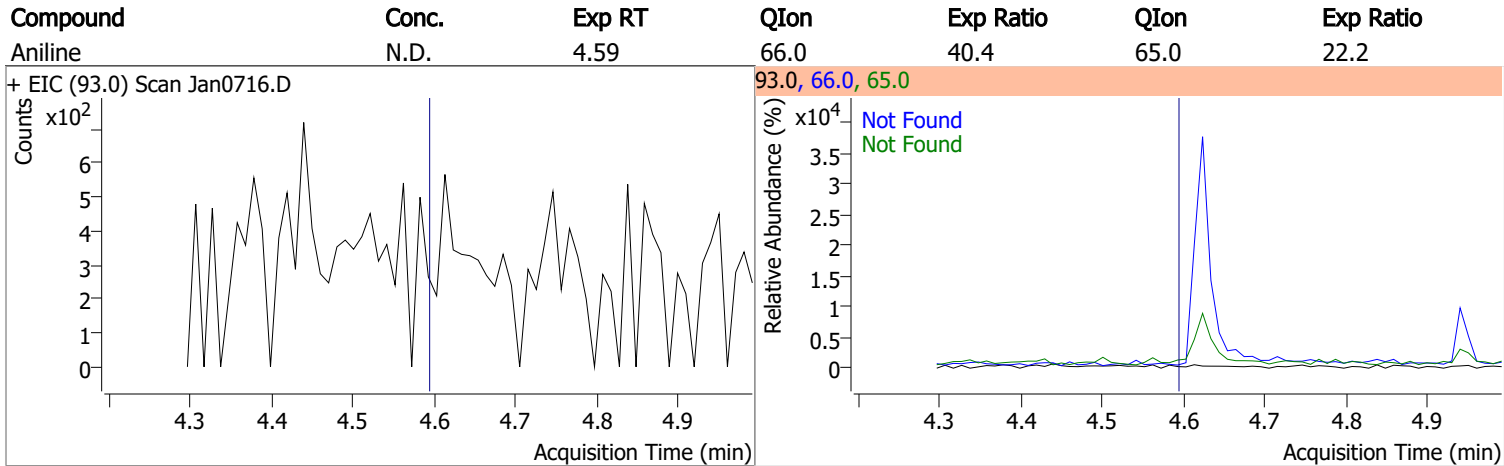 Compound Conc. Exp RT QIon Exp Ratio QIon Exp Ratio
Aniline N.D. 4.59 66.0 40.4 65.0 22.2
+ EIC (93.0) Scan Jan0716.D
Counts
x10²
6
5
4
3
2
1
0
4.3 4.4 4.5 4.6 4.7 4.8 4.9
Acquisition Time (min)
93.0, 66.0, 65.0
Relative Abundance (%)
x10⁴
Not Found
Not Found
3.5
3
2.5
2
1.5
1
0.5
0
4.3 4.4 4.5 4.6 4.7 4.8 4.9
Acquisition Time (min)